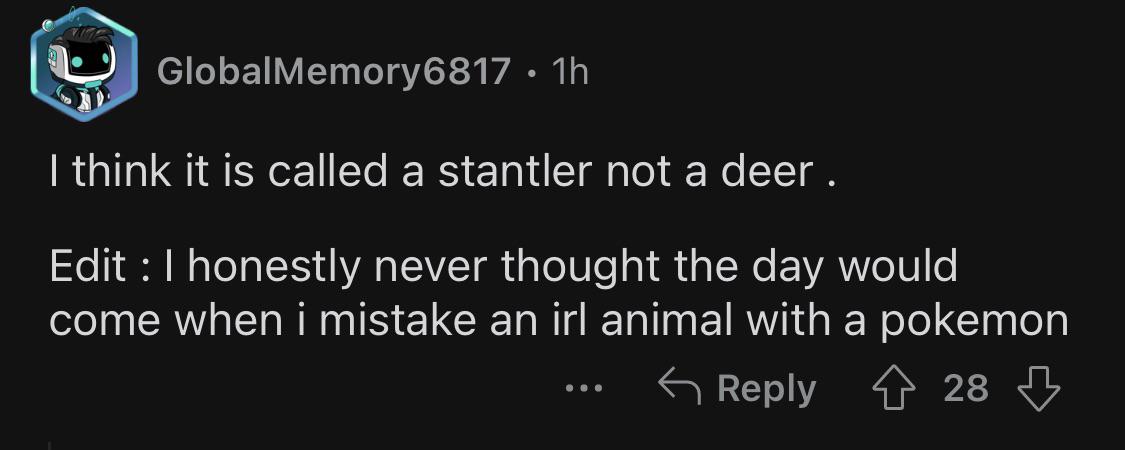 GlobalMemory6817 · 1h
I think it is called a stantler not a deer .
Edit : I honestly never thought the day would
come when i mistake an irl animal with a pokemon
... Reply 28